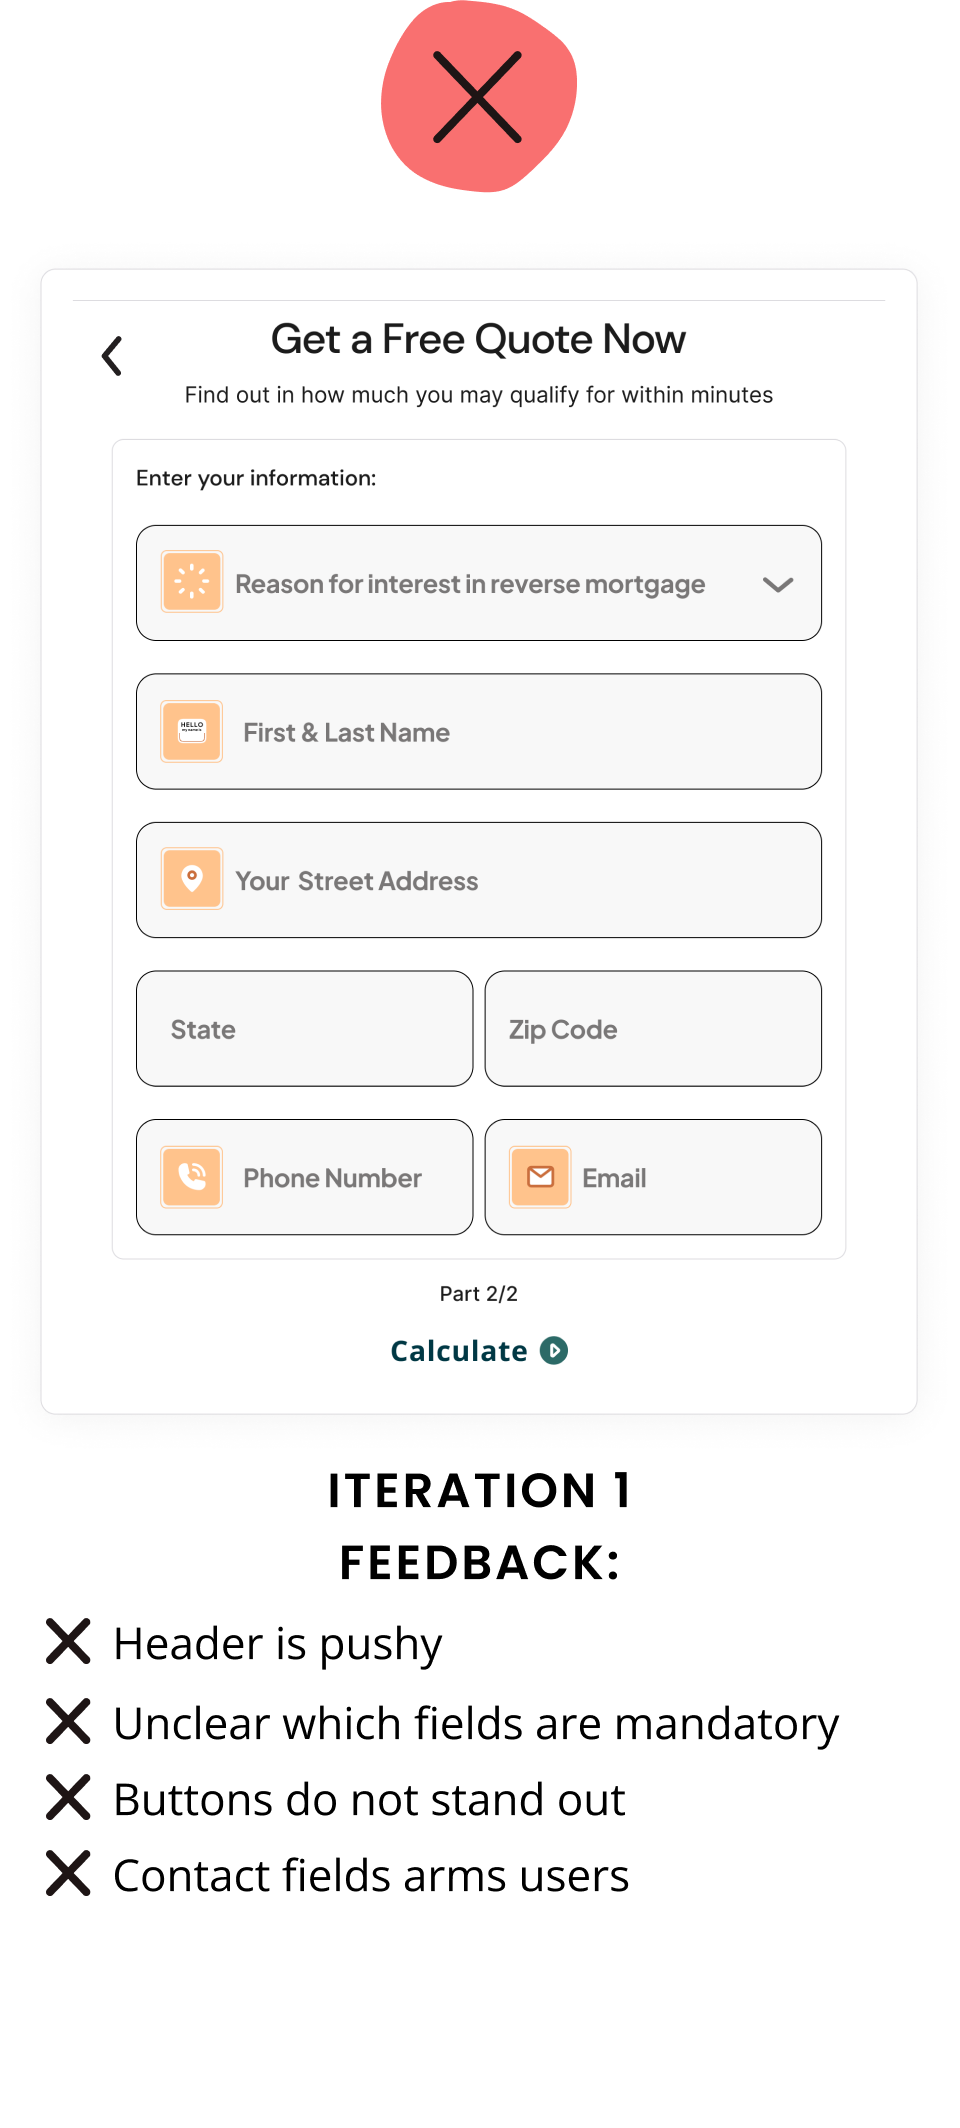 Get a Free Quote Now
Find out in how much you may qualify for within minutes
Enter your information:
Reason for interest in reverse mortgage
HELLO
my name is
First & Last Name
Your Street Address
State
Zip Code
Phone Number
Email
Part 2/2
Calculate
ITERATION 1
FEEDBACK:
Header is pushy
Unclear which fields are mandatory
Buttons do not stand out
Contact fields arms users